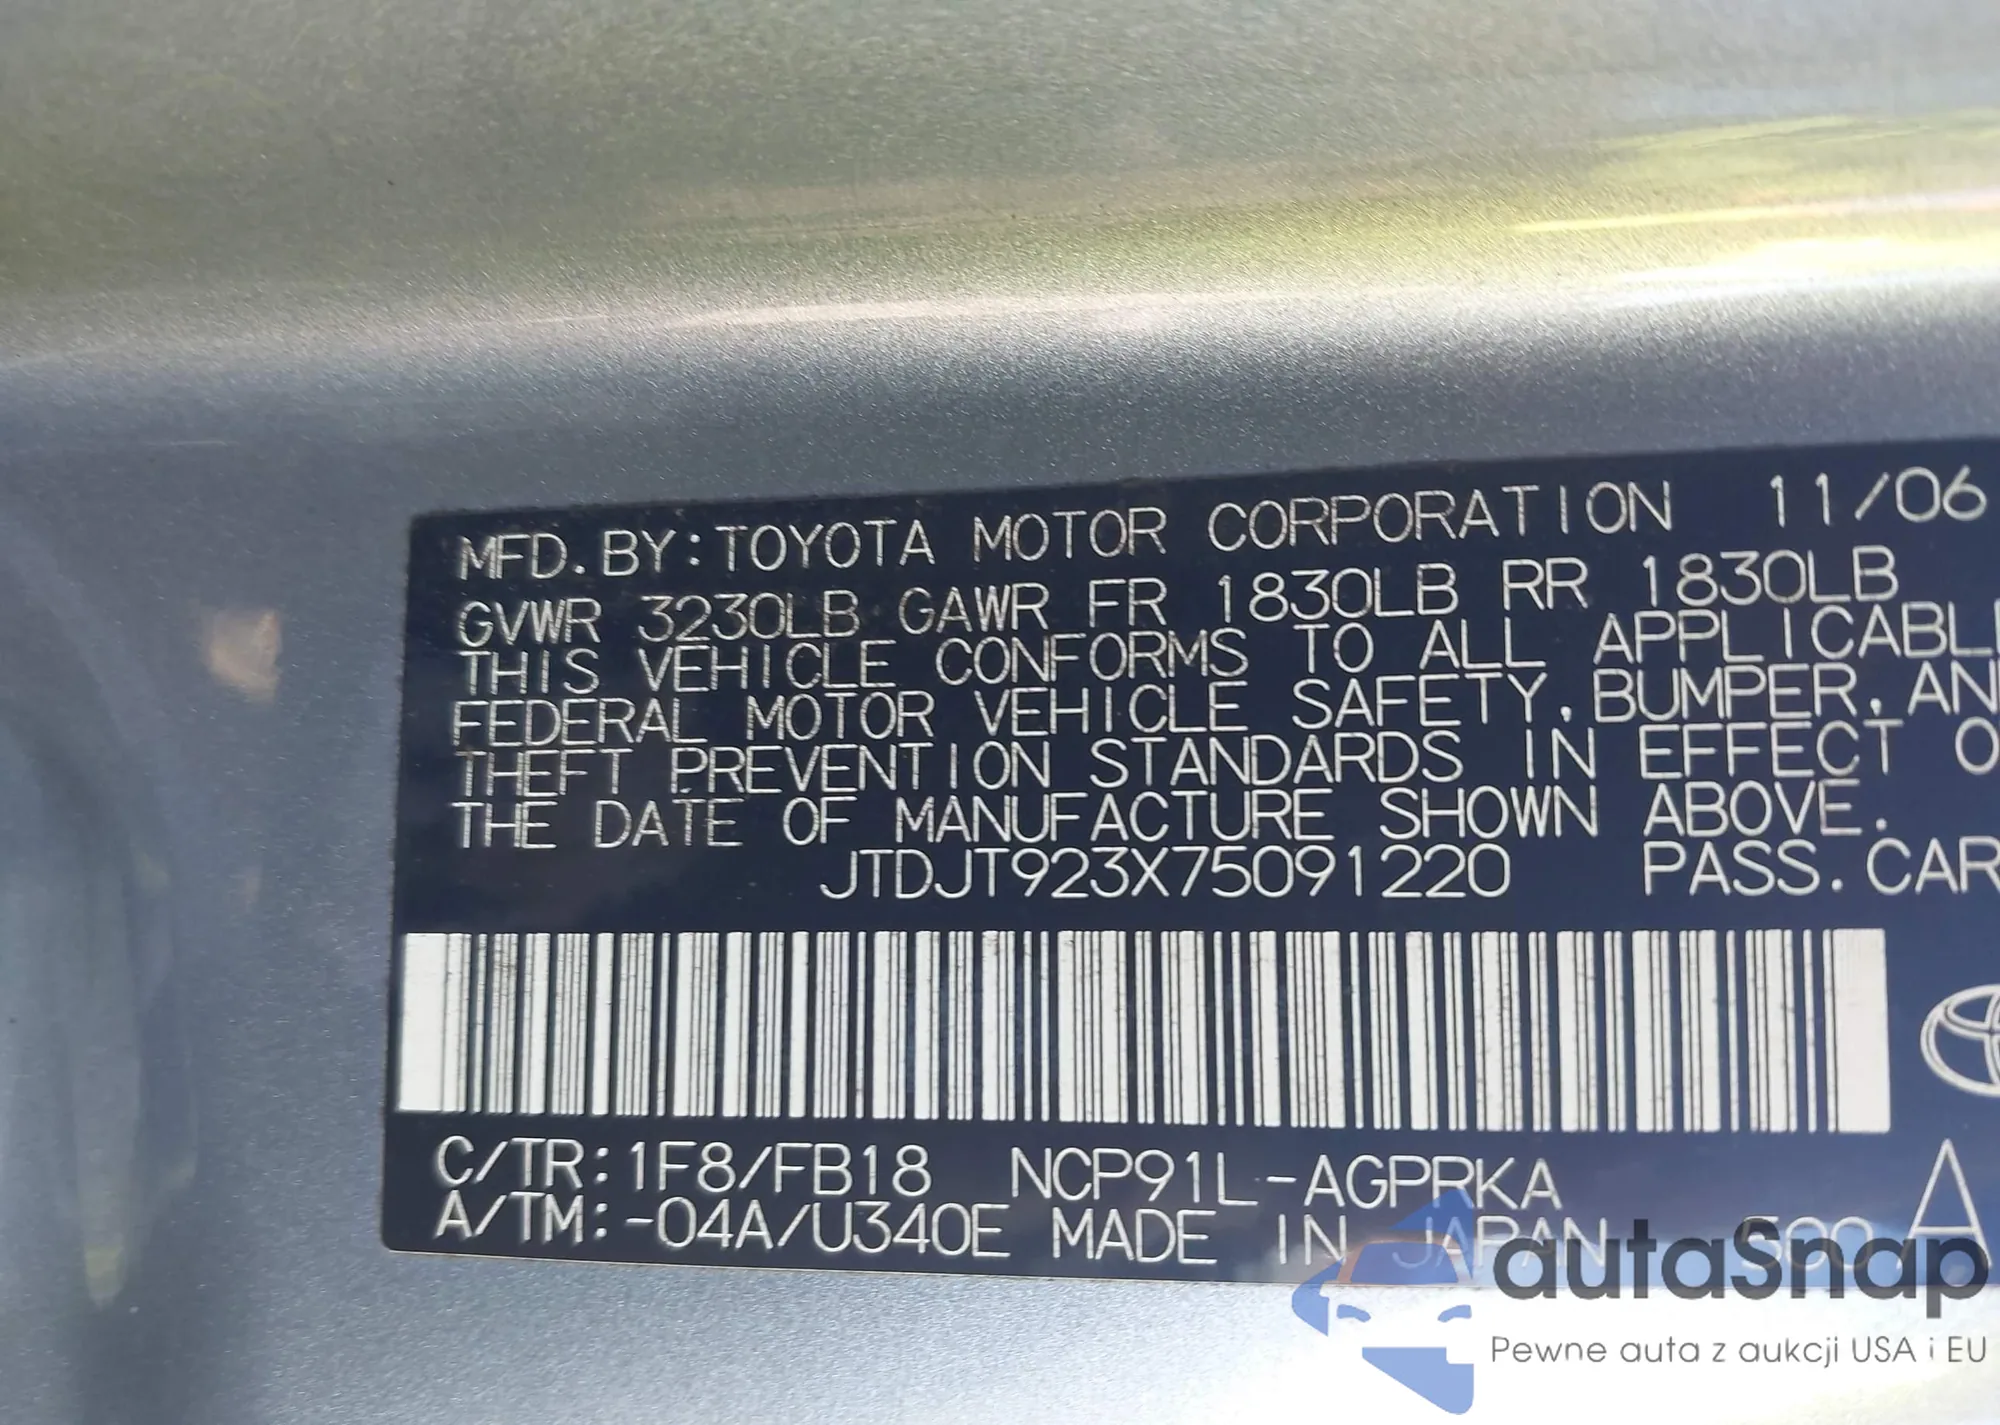 MFD. BY: TOYOTA MOTOR CORPORATION 11/06
GVWR 3230LB GAWR FR 1830LB RR 1830LB
THIS VEHICLE CONFORMS TO ALL APPLICABL
FEDERAL MOTOR VEHICLE SAFETY, BUMPER, AN
THEFT PREVENTION STANDARDS IN EFFECT O
THE DATE OF MANUFACTURE SHOWN ABOVE.
JTDJT923X75091220 PASS. CAR
C/TR: 1F8/FB18 NCP91L-AGPRKA A
A/TM: -04A/U340E MADE IN JAPAN
autaSnap
Pewne auta z aukcji USA i EU